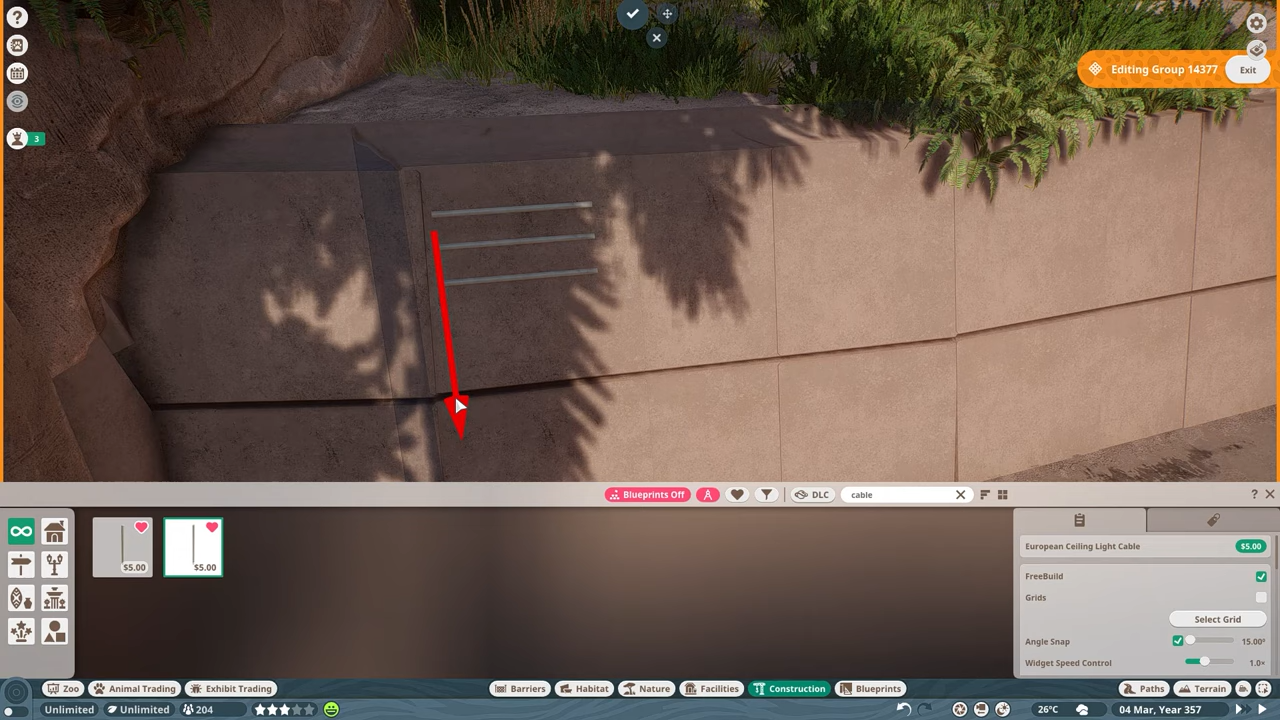 ?
3
Editing Group 14377 Exit
Blueprints Off DLC cable ? ×
$5.00 $5.00
European Ceiling Light Cable $5.00
FreeBuild
Grids
Select Grid
Angle Snap 15.00°
Widget Speed Control 1.0×
Zoo Animal Trading Exhibit Trading Barriers Habitat Nature Facilities Construction Blueprints Paths Terrain
Unlimited Unlimited 204 26°C 04 Mar, Year 357